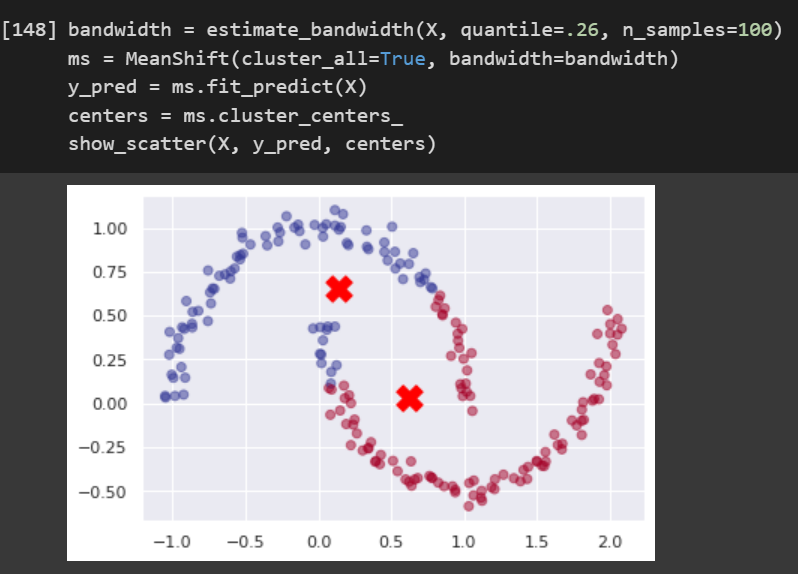 [148] bandwidth = estimate_bandwidth(X, quantile=.26, n_samples=100)
ms = MeanShift(cluster_all=True, bandwidth=bandwidth)
y_pred = ms.fit_predict(X)
centers = ms.cluster_centers_
show_scatter(X, y_pred, centers)
1.00
0.75
0.50
0.25
0.00
−0.25
−0.50
−1.0 −0.5 0.0 0.5 1.0 1.5 2.0